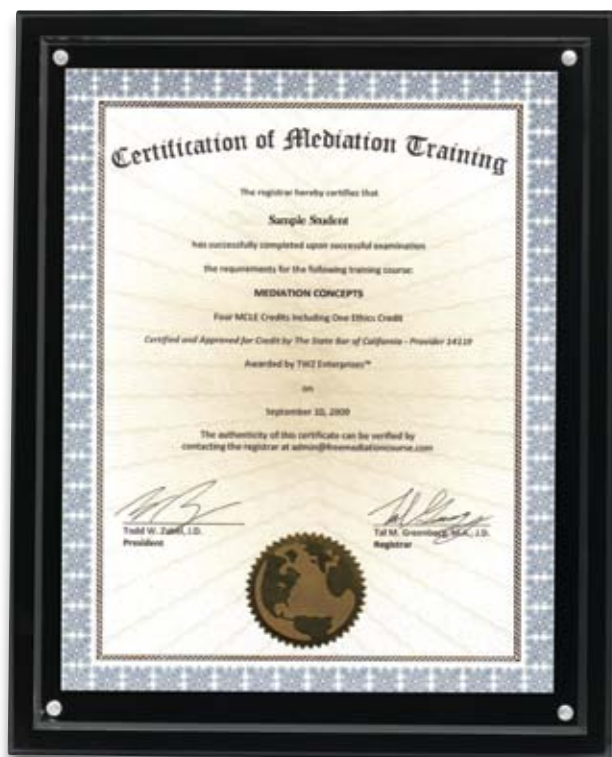 Certification of Mediation Training
The registrar hereby certifies that
Sample Student
has successfully completed upon successful examination
the requirements for the following training course:
MEDIATION CONCEPTS
Four MCLE Credits Including One Ethics Credit
Certified and Approved for Credit by The State Bar of California - Provider 14119
Awarded by TWZ Enterprises™
on
September 10, 2009
The authenticity of this certificate can be verified by
contacting the registrar at admin@freemediationcourse.com
Todd W. J.D.
President
Tal M. Greenberg, M.A., J.D.
Registrar